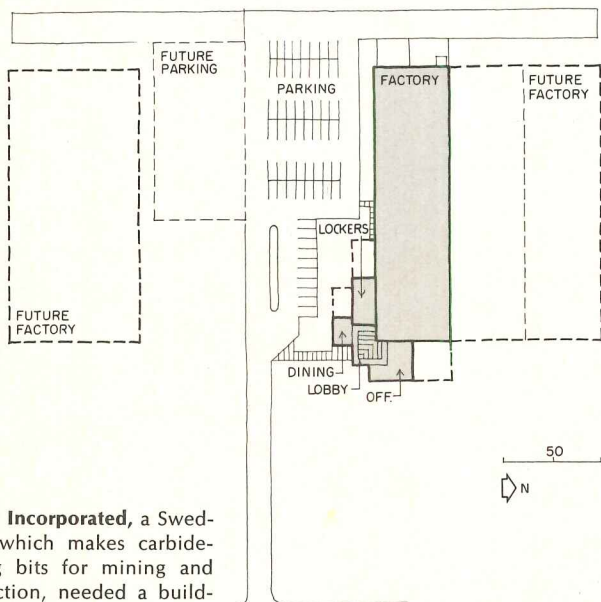 FUTURE
PARKING
PARKING
FACTORY
FUTURE
FACTORY
LOCKERS
FUTURE
FACTORY
DINING
LOBBY
OFF.
50
N
Incorporated, a Swed-
which makes carbide-
g bits for mining and
ction, needed a build-